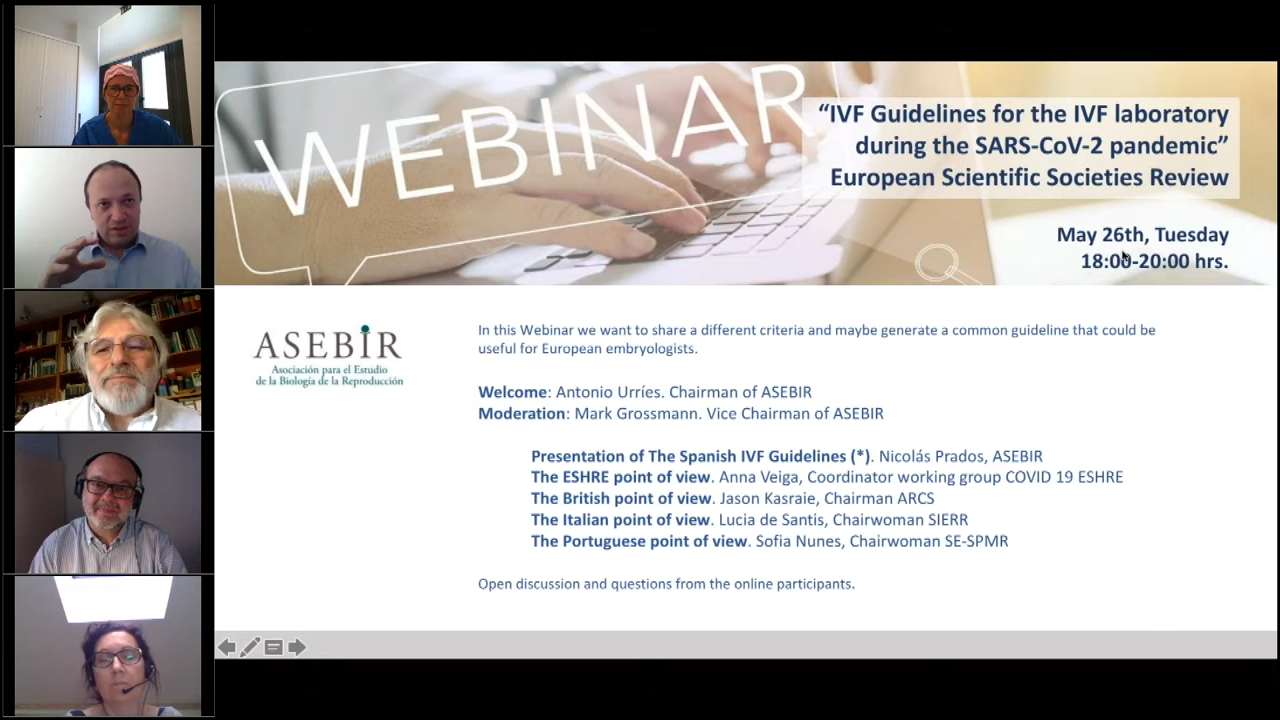 WEBINAR
“IVF Guidelines for the IVF laboratory
during the SARS-CoV-2 pandemic”
European Scientific Societies Review
May 26th, Tuesday
18:00-20:00 hrs.
ASEBIR
Asociación para el Estudio
de la Biología de la Reproducción
In this Webinar we want to share a different criteria and maybe generate a common guideline that could be
useful for European embryologists.
Welcome: Antonio Urríes. Chairman of ASEBIR
Moderation: Mark Grossmann. Vice Chairman of ASEBIR
Presentation of The Spanish IVF Guidelines (*). Nicolás Prados, ASEBIR
The ESHRE point of view. Anna Veiga, Coordinator working group COVID 19 ESHRE
The British point of view. Jason Kasraie, Chairman ARCS
The Italian point of view. Lucia de Santis, Chairwoman SIERR
The Portuguese point of view. Sofia Nunes, Chairwoman SE-SPMR
Open discussion and questions from the online participants.